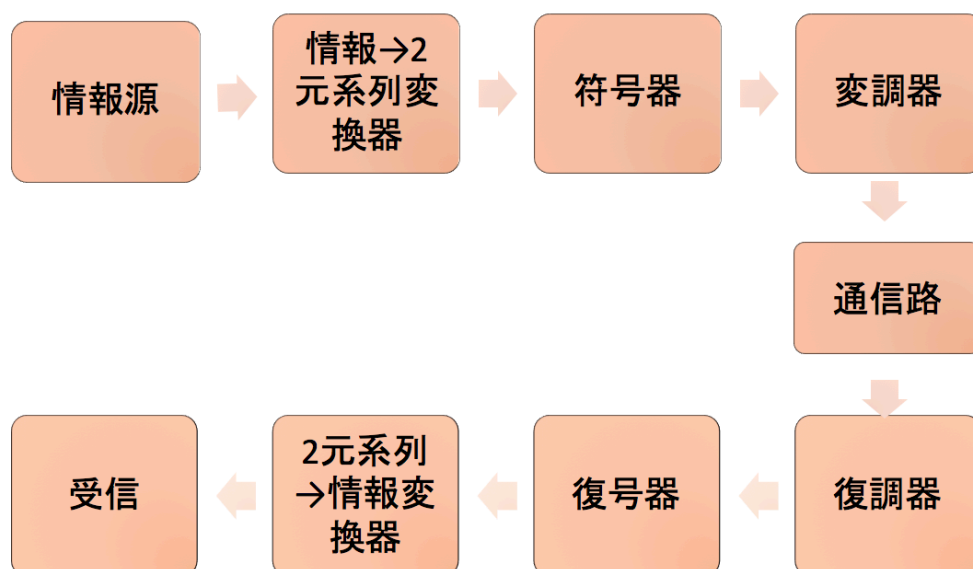 情報源
情報→2
元系列変
換器
符号器
変調器
通信路
復調器
復号器
2元系列
→情報変
換器
受信